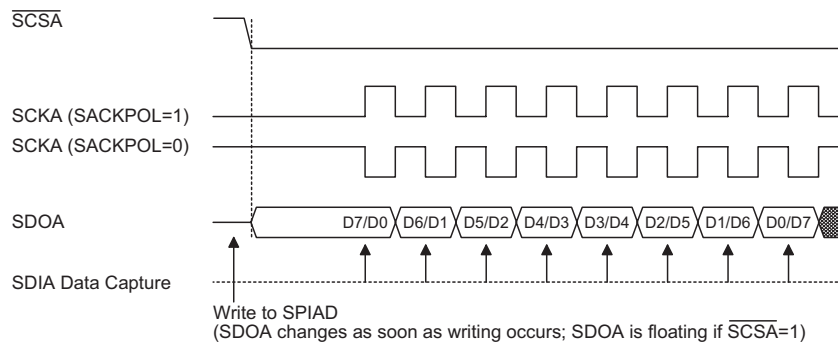 SCSA
SCKA (SACKPOL=1)
SCKA (SACKPOL=0)
SDOA D7/D0 D6/D1 D5/D2 D4/D3 D3/D4 D2/D5 D1/D6 D0/D7
SDIA Data Capture
Write to SPIAD
(SDOA changes as soon as writing occurs; SDOA is floating if SCSA=1)